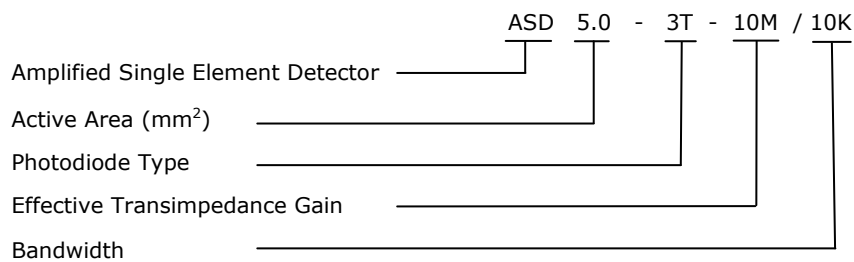 ASD 5.0 - 3T - 10M / 10K
Amplified Single Element Detector
Active Area (mm²)
Photodiode Type
Effective Transimpedance Gain
Bandwidth